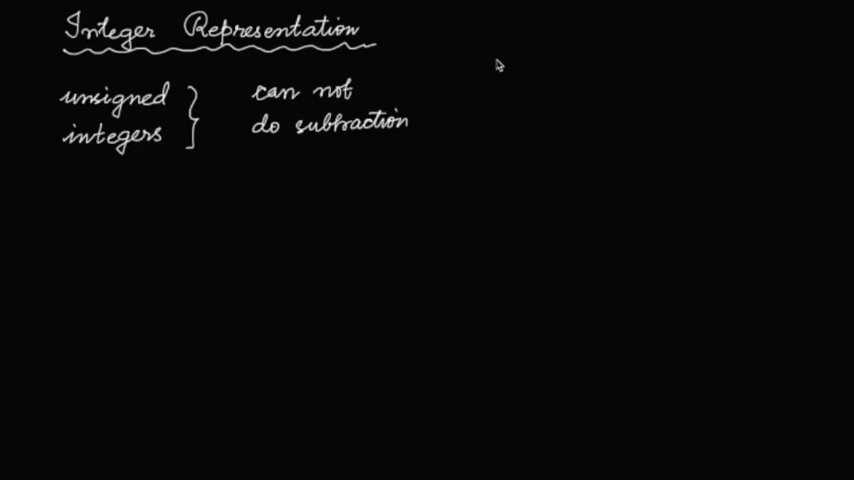 Integer Representation
unsigned can not
integers do subtraction